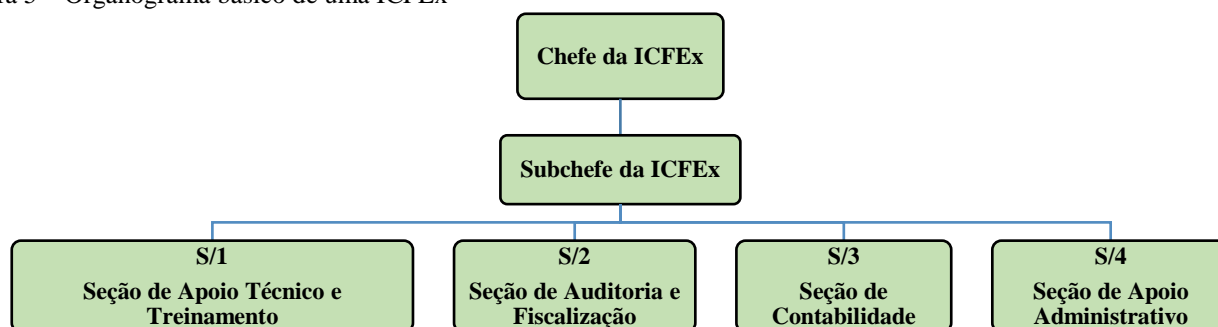 Organograma básico de uma ICFEx
Chefe da ICFEx
Subchefe da ICFEx
S/1
Seção de Apoio Técnico e
Treinamento
S/2
Seção de Auditoria e
Fiscalização
S/3
Seção de
Contabilidade
S/4
Seção de Apoio
Administrativo